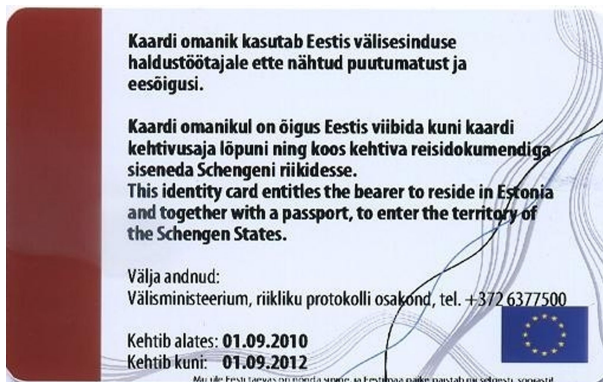 Kaardi omanik kasutab Eestis välisesinduse
haldustöötajale ette nähtud puutumatust ja
eesõigusi.
Kaardi omanikul on õigus Eestis viibida kuni kaardi
kehtivusaja lõpuni ning koos kehtiva reisidokumendiga
siseneda Schengeni riikidesse.
This identity card entitles the bearer to reside in Estonia
and together with a passport, to enter the territory of
the Schengen States.
Välja andnud:
Välisministeerium, riikliku protokolli osakond, tel. +372 6377500
Kehtib alates: 01.09.2010
Kehtib kuni: 01.09.2012